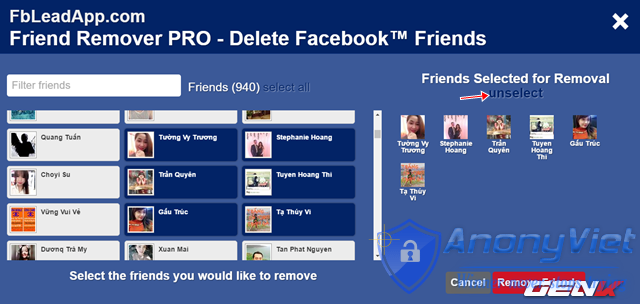 FbLeadApp.com
Friend Remover PRO - Delete Facebook™ Friends
Filter friends
Friends (940) select all
Friends Selected for Removal
unselect
Quang Tuấn
Tường Vy Trương
Stephanie Hoang
Choyi Su
Trần Quyên
Tuyen Hoang Thi
Vững Vui Vẻ
Gấu Trúc
Tạ Thúy Vi
Dương Trà My
Xuan Mai
Tan Phat Nguyen
Tường Vy
Trương
Stephanie
Hoang
Trần
Quyên
Tuyen
Hoang
Thi
Gấu Trúc
Tạ Thúy
Vi
Select the friends you would like to remove
AnonyViet
Cancel
Remove Friends
GENK